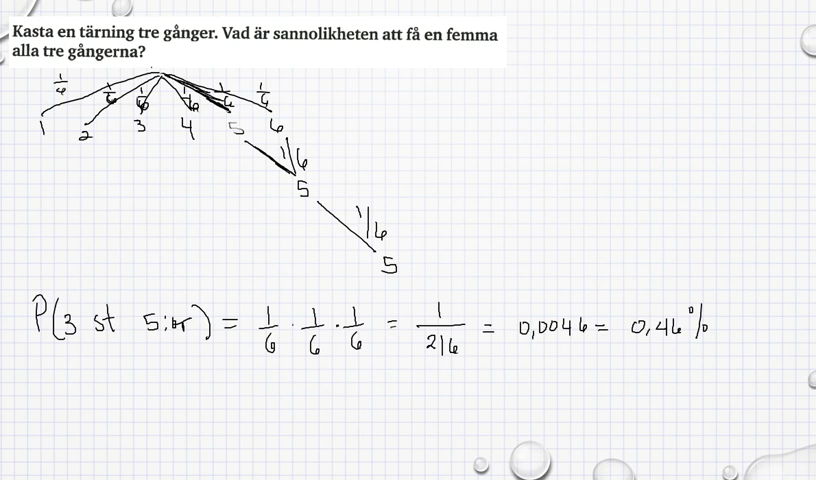 Kasta en tärning tre gånger. Vad är sannolikheten att få en femma
alla tre gångerna?
1/6 1/6 1/6 1/6 1/6 1/6
1 2 3 4 5 6
1/6
5
1/6
5
P(3 st 5:or) = 1/6 · 1/6 · 1/6 = 1/216 = 0,0046 = 0,46%